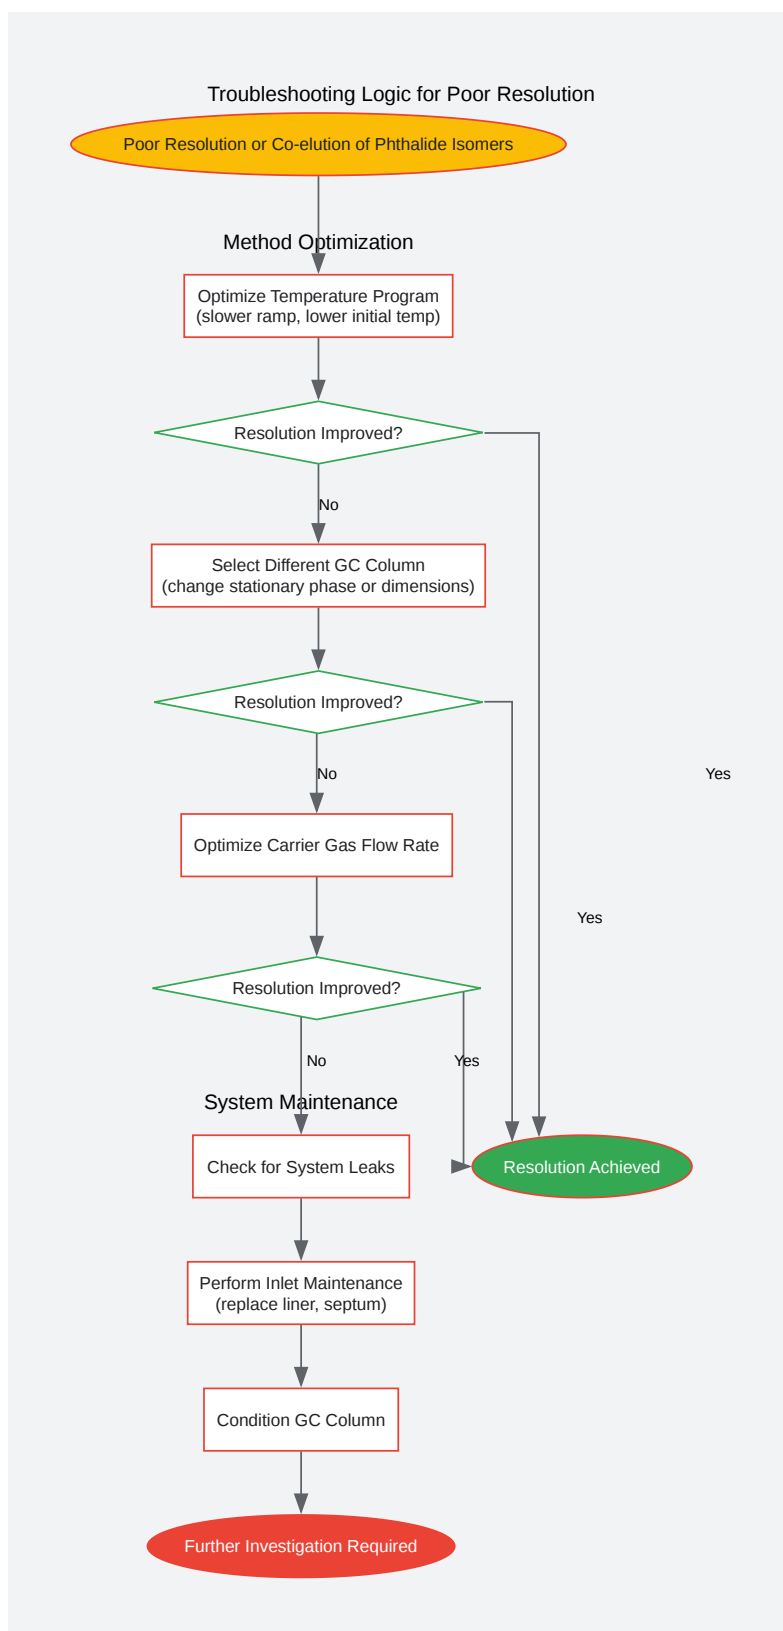 Troubleshooting Logic for Poor Resolution
Poor Resolution or Co-elution of Phthalide Isomers
Method Optimization
Optimize Temperature Program
(slower ramp, lower initial temp)
Resolution Improved?
No
Select Different GC Column
(change stationary phase or dimensions)
Resolution Improved?
No
Yes
Optimize Carrier Gas Flow Rate
Yes
Resolution Improved?
No
Yes
System Maintenance
Check for System Leaks
Resolution Achieved
Perform Inlet Maintenance
(replace liner, septum)
Condition GC Column
Further Investigation Required